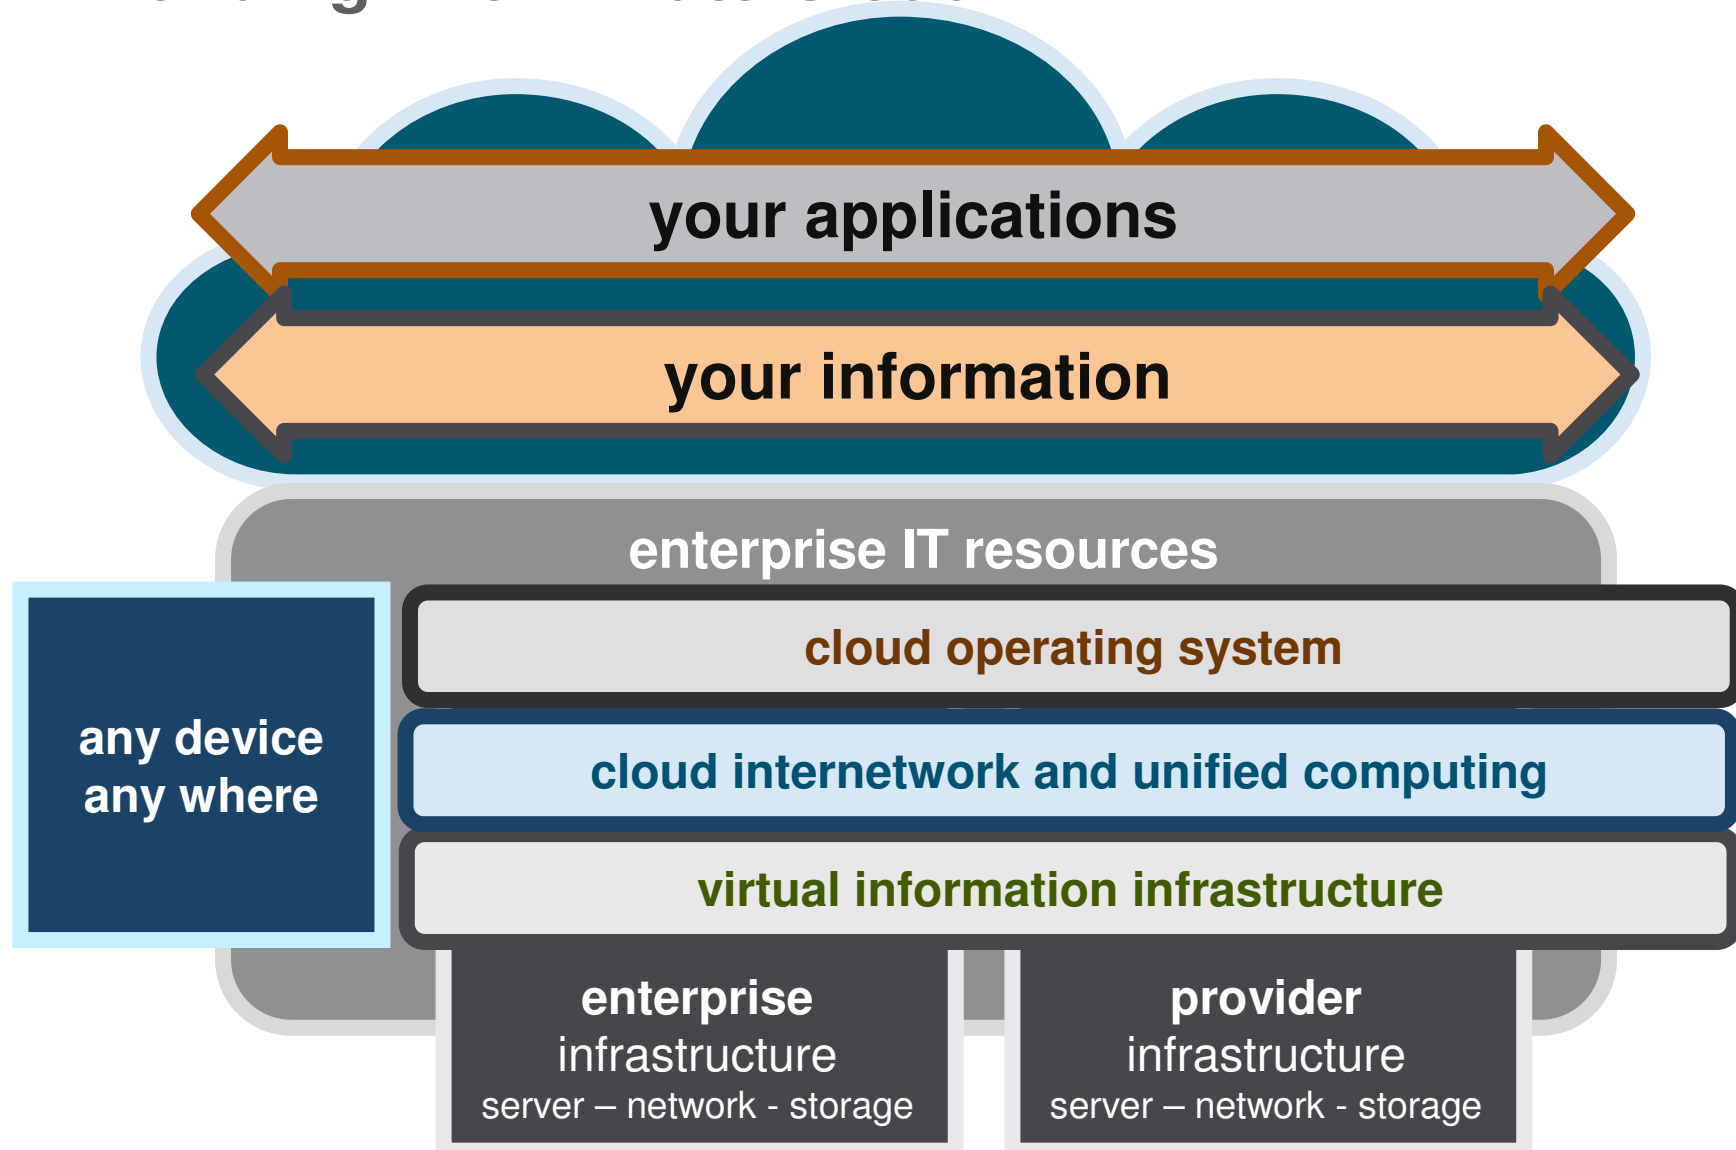 your applications
your information
enterprise IT resources
cloud operating system
any device
any where
cloud internetwork and unified computing
virtual information infrastructure
enterprise
infrastructure
server – network - storage
provider
infrastructure
server – network - storage